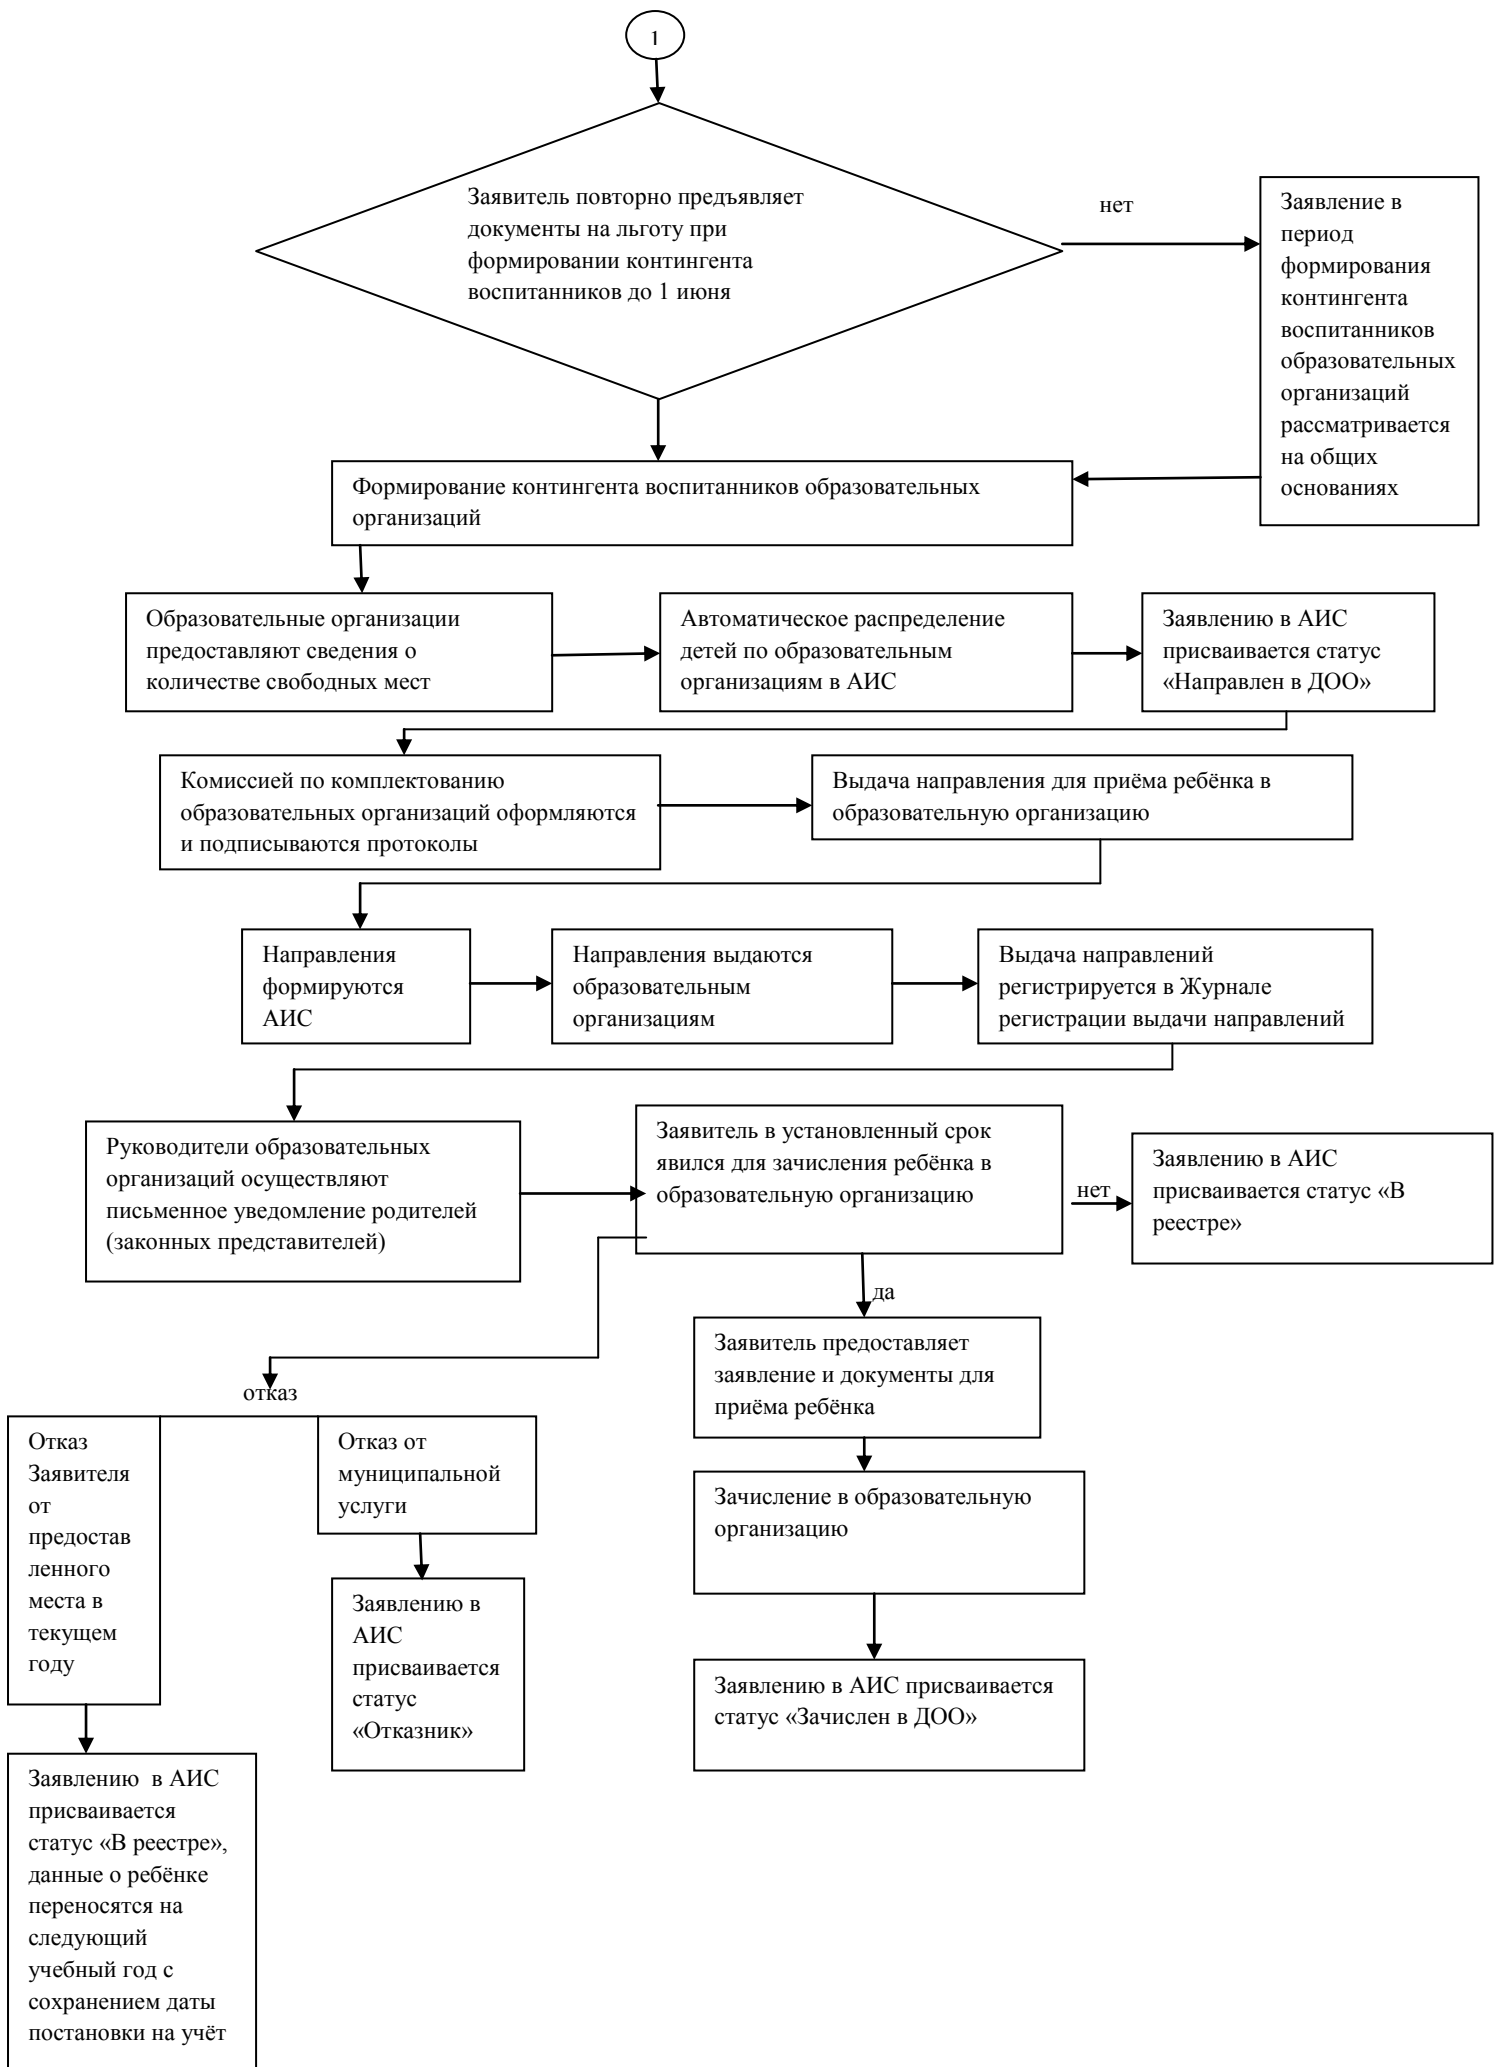 1
Заявитель повторно предъявляет
документы на льготу при
формировании контингента
воспитанников до 1 июня
нет
Заявление в
период
формирования
контингента
воспитанников
образовательных
организаций
рассматривается
на общих
основаниях
Формирование контингента воспитанников образовательных
организаций
Образовательные организации
предоставляют сведения о
количестве свободных мест
Автоматическое распределение
детей по образовательным
организациям в АИС
Заявлению в АИС
присваивается статус
«Направлен в ДОО»
Комиссией по комплектованию
образовательных организаций оформляются
и подписываются протоколы
Выдача направления для приёма ребёнка в
образовательную организацию
Направления
формируются
АИС
Направления выдаются
образовательным
организациям
Выдача направлений
регистрируется в Журнале
регистрации выдачи направлений
Руководители образовательных
организаций осуществляют
письменное уведомление родителей
(законных представителей)
Заявитель в установленный срок
явился для зачисления ребёнка в
образовательную организацию
нет
Заявлению в АИС
присваивается статус «В
реестре»
да
Заявитель предоставляет
заявление и документы для
приёма ребёнка
отказ
Отказ
Заявителя
от
предостав
ленного
места в
текущем
году
Отказ от
муниципальной
услуги
Зачисление в образовательную
организацию
Заявлению в
АИС
присваивается
статус
«Отказник»
Заявлению в АИС присваивается
статус «Зачислен в ДОО»
Заявлению в АИС
присваивается
статус «В реестре»,
данные о ребёнке
переносятся на
следующий
учебный год с
сохранением даты
постановки на учёт